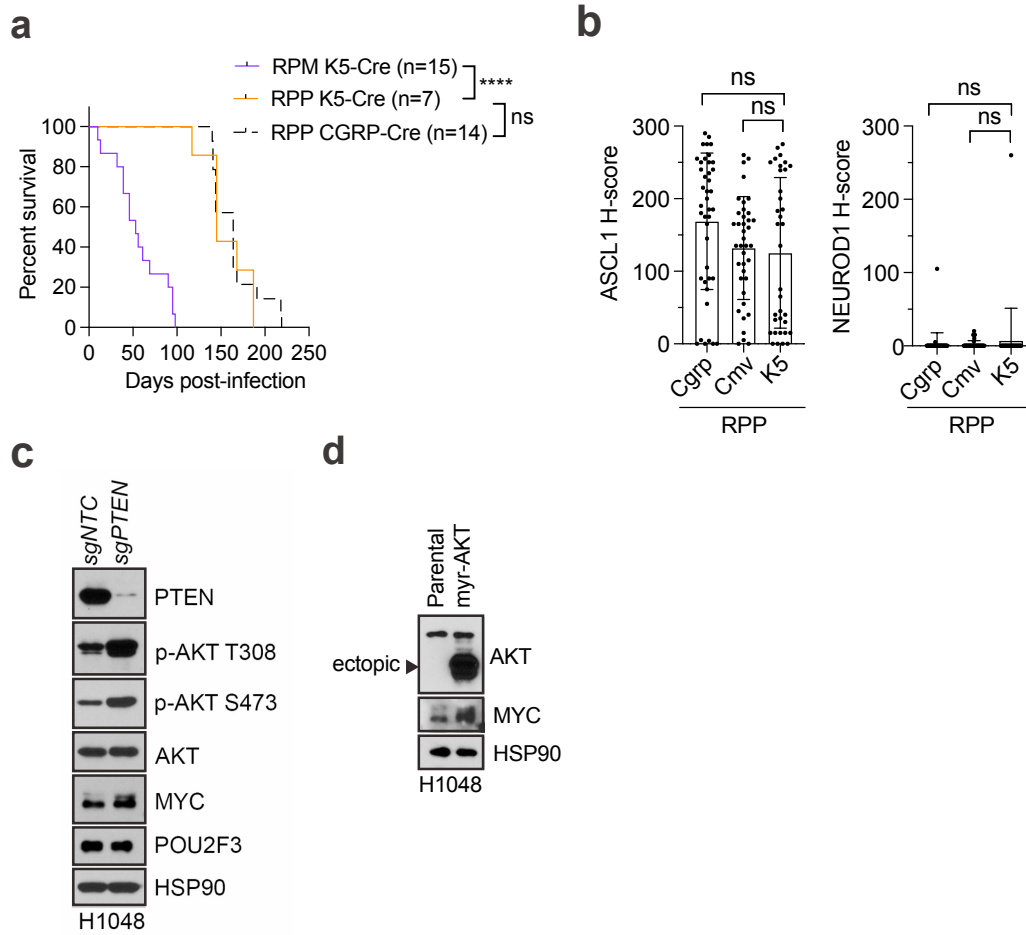 a
RPM K5-Cre (n=15)
RPP K5-Cre (n=7)
RPP CGRP-Cre (n=14)
****
ns
Percent survival
100
80
60
40
20
0
0 50 100 150 200 250
Days post-infection
b
ns
ns
ASCL1 H-score
300
200
100
0
Cgrp Cmv K5
RPP
ns
ns
NEUROD1 H-score
300
200
100
0
Cgrp Cmv K5
RPP
c
sgNTC sgPTEN
PTEN
p-AKT T308
p-AKT S473
AKT
MYC
POU2F3
HSP90
H1048
d
Parental myr-AKT
ectopic
AKT
MYC
HSP90
H1048